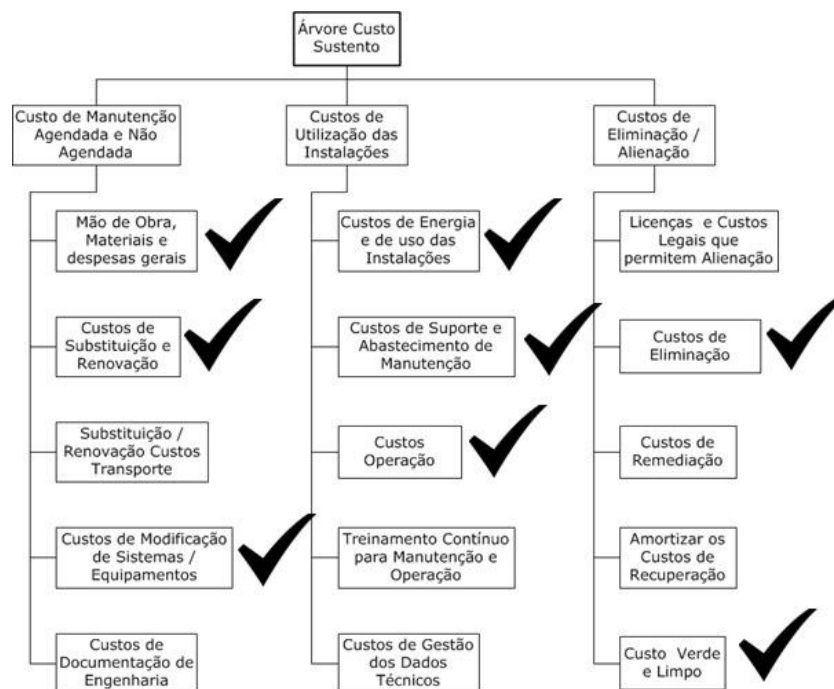 Árvore Custo
Sustento
Custo de Manutenção
Agendada e Não
Agendada
Mão de Obra,
Materiais e
despesas gerais
Custos de
Substituição e
Renovação
Substituição /
Renovação Custos
Transporte
Custos de Modificação
de Sistemas /
Equipamentos
Custos de
Documentação de
Engenharia
Custos de
Utilização das
Instalações
Custos de Energia
e de uso das
Instalações
Custos de Suporte e
Abastecimento de
Manutenção
Custos
Operação
Treinamento Contínuo
para Manutenção e
Operação
Custos de Gestão
dos Dados
Técnicos
Custos de
Eliminação /
Alienação
Licenças e Custos
Legais que
permitem Alienação
Custos de
Eliminação
Custos de
Remediação
Amortizar os
Custos de
Recuperação
Custo Verde
e Limpo